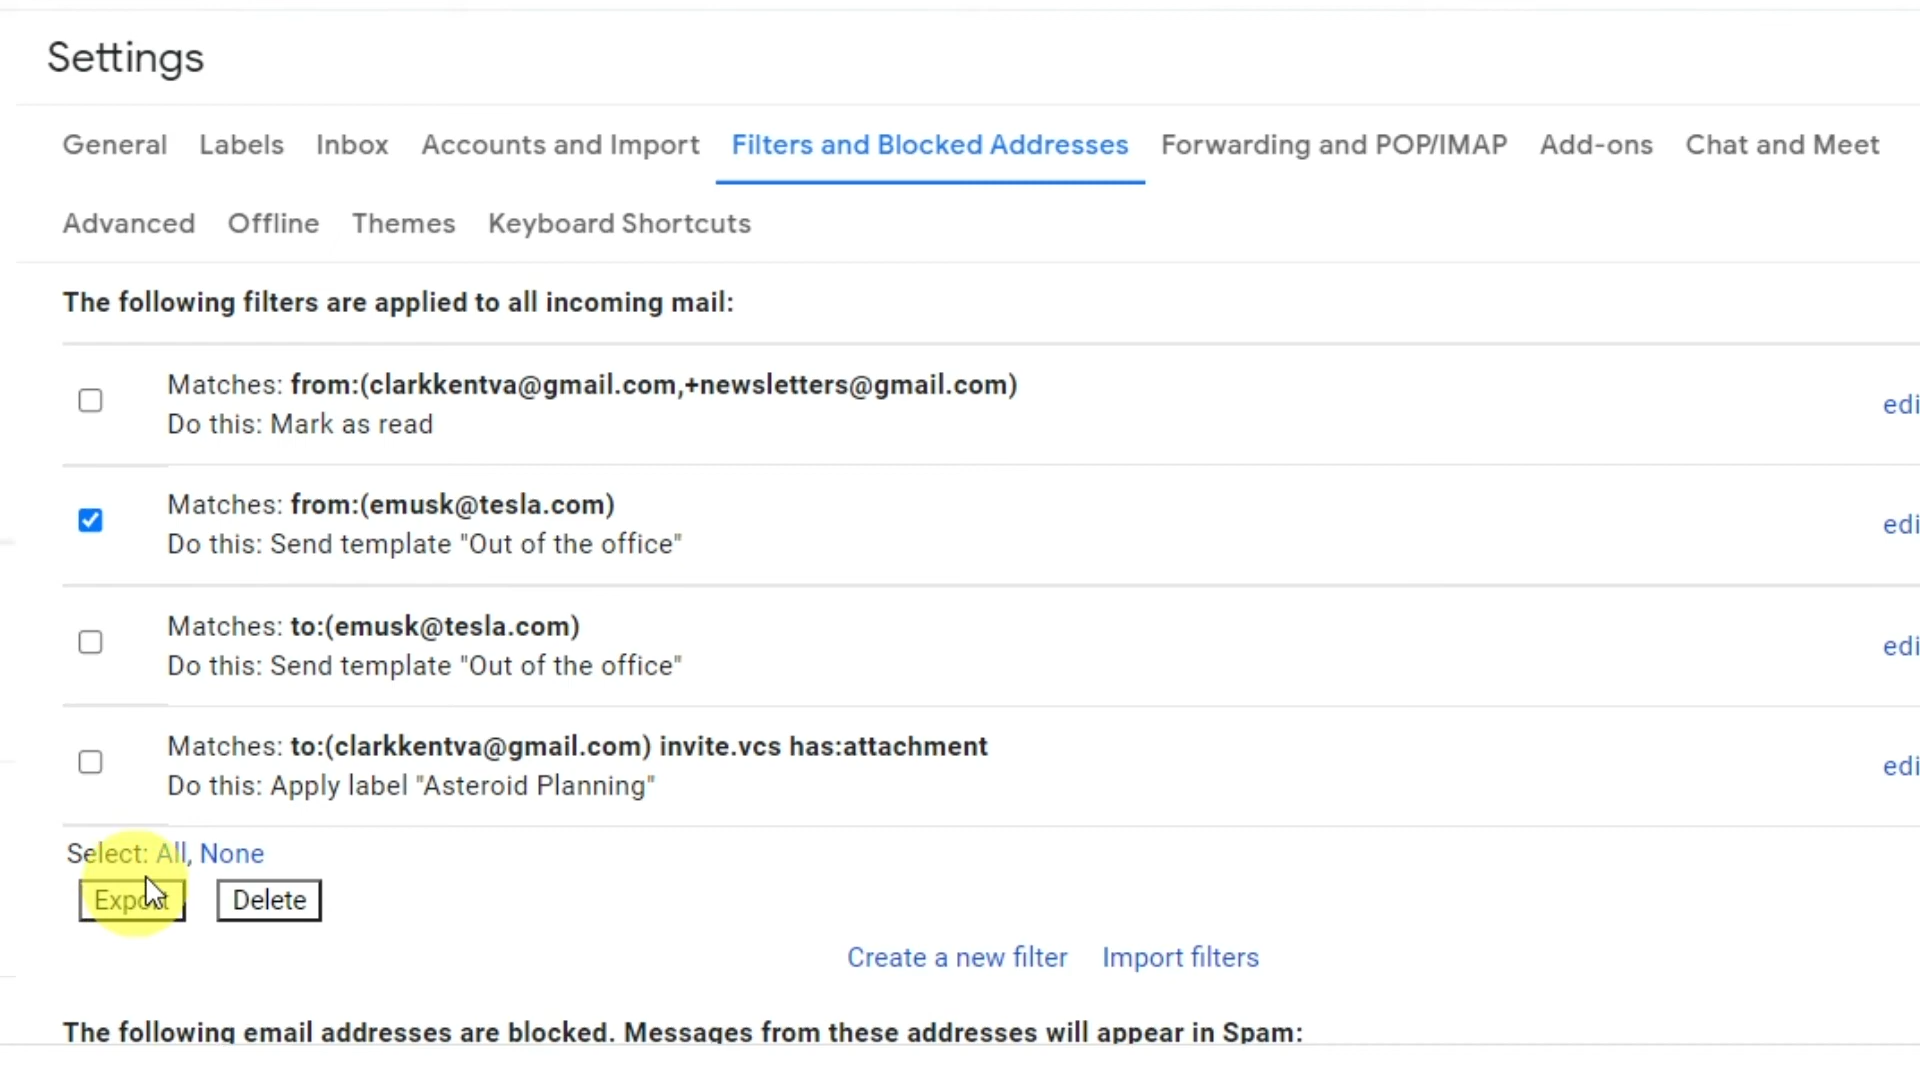 Settings
General Labels Inbox Accounts and Import Filters and Blocked Addresses Forwarding and POP/IMAP Add-ons Chat and Meet
Advanced Offline Themes Keyboard Shortcuts
The following filters are applied to all incoming mail:
Matches: from:(clarkkentva@gmail.com,+newsletters@gmail.com)
edi
Do this: Mark as read
Matches: from:(emusk@tesla.com)
edi
Do this: Send template "Out of the office"
Matches: to:(emusk@tesla.com)
edi
Do this: Send template "Out of the office"
Matches: to:(clarkkentva@gmail.com) invite.vcs has:attachment
edi
Do this: Apply label "Asteroid Planning"
Select: All, None
Export Delete
Create a new filter Import filters
The following email addresses are blocked. Messages from these addresses will appear in Spam: